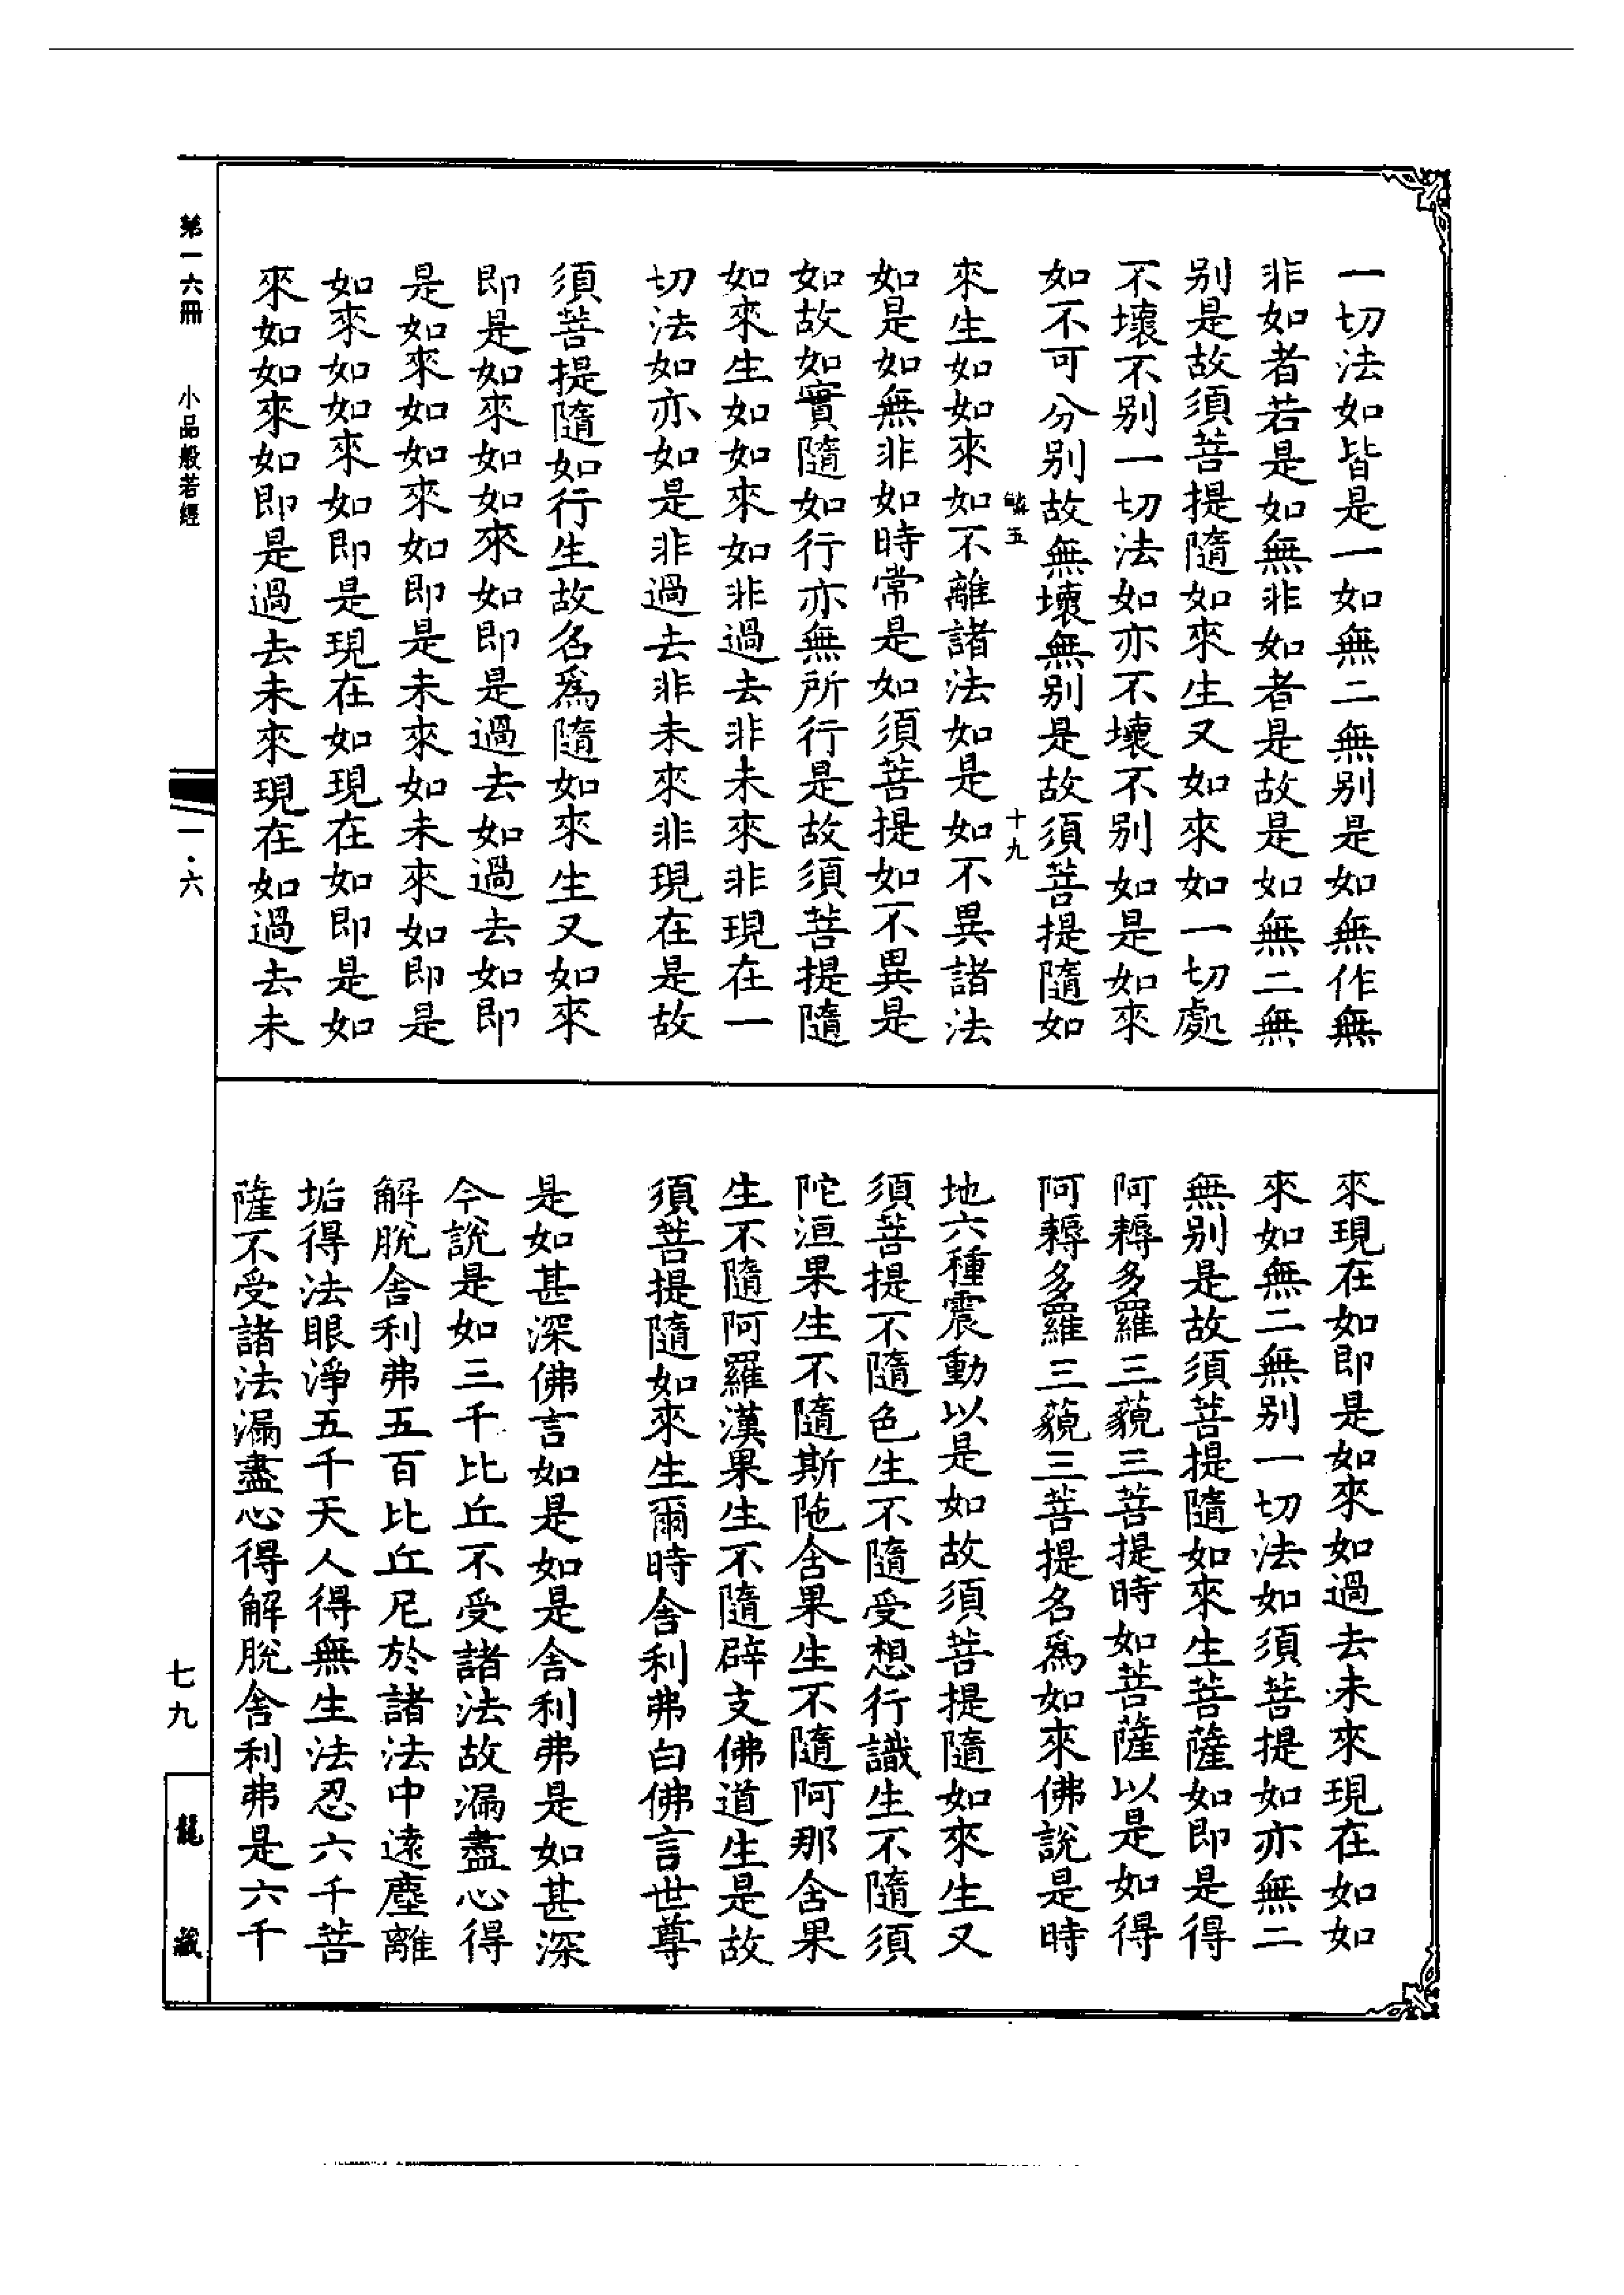 一切法如皆是一如無二無别是如無作無
非如者若是如無非如者是故是如無二無
别是故須菩提隨如來生又如來如一切處
不壞不别一切法如亦不壞不别如是如來
如不可分别故無壞無别是故須菩提隨如
五
十九
來生如如來如不離諸法如是如不異諸法
如是如無非如時常是如須菩提如不異是
如故如實隨如行亦無所行是故須菩提隨
如來生如如來如非過去非未來非現在一
切法如亦如是非過去非未來非現在是故
須菩提隨如行生故名爲隨如來生又如來
即是如來如如來如即是過去如過去如即
是如來如如來如即是未來如未來如即是
如來如如來如即是現在如現在如即是如
來如如來如即是過去未來現在如過去未
來現在如即是如來如過去未來現在如如
來如無二無别一切法如須菩提如亦無二
無别是故須菩提隨如來生菩薩如即是得
阿耨多羅三藐三菩提時如菩薩以是如得
阿耨多羅三藐三菩提名爲如來佛說是時
地六種震動以是如故須菩提隨如來生又
須菩提不隨色生不隨受想行識生不隨須
陀洹果生不隨斯陁含果生不隨阿那含果
生不隨阿羅漢果生不隨辟支佛道生是故
須菩提隨如來生爾時舍利弗白佛言世尊
是如甚深佛言如是如是舍利弗是如甚深
今說是如三千比丘不受諸法故漏盡心得
解脫舍利弗五百比丘尼於諸法中遠塵離
垢得法眼淨五千天人得無生法忍六千菩
薩不受諸法漏盡心得解脫舍利弗是六千
第一六冊 小品般若經
一·六
七九
龍藏